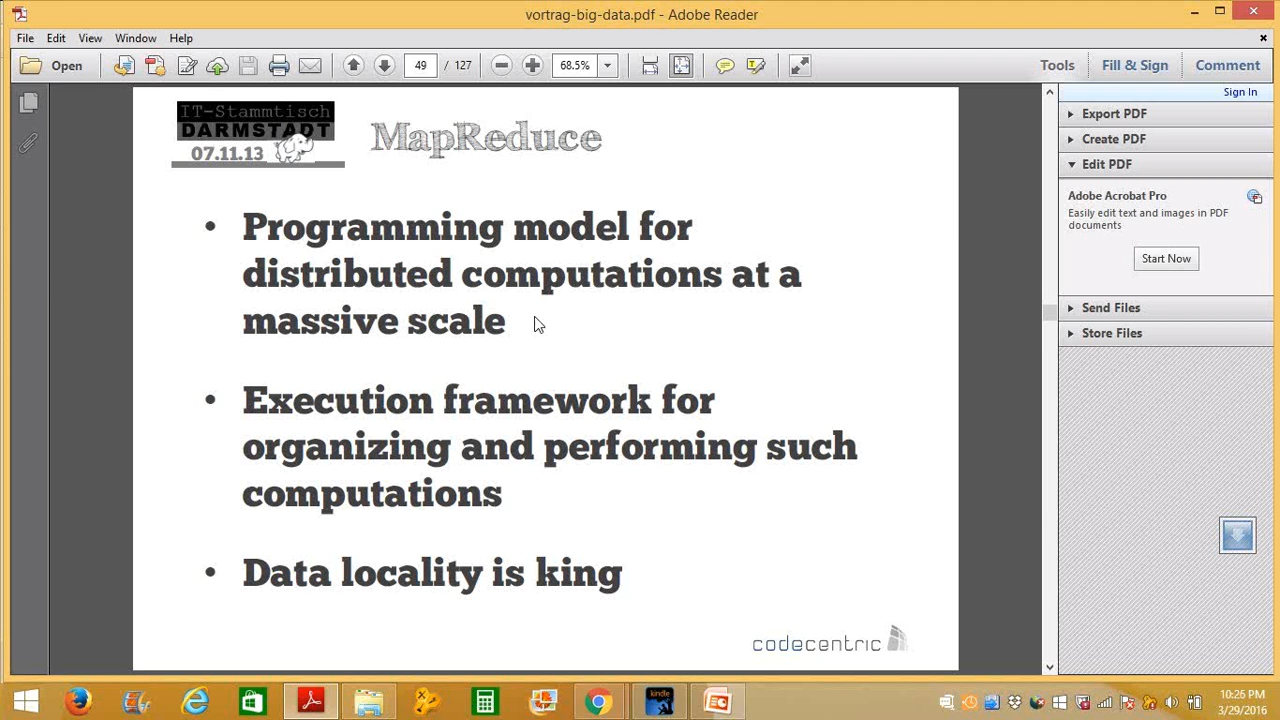 vortrag-big-data.pdf - Adobe Reader
File Edit View Window Help
Open 49 / 127 68.5% Tools Fill & Sign Comment
Sign In
IT-Stammtisch
DARMSTADT
07.11.13
MapReduce
• Programming model for
distributed computations at a
massive scale
• Execution framework for
organizing and performing such
computations
• Data locality is king
codecentric
Export PDF
Create PDF
Edit PDF
Adobe Acrobat Pro
Easily edit text and images in PDF
documents
Start Now
Send Files
Store Files
kindle
10:26 PM
3/29/2016